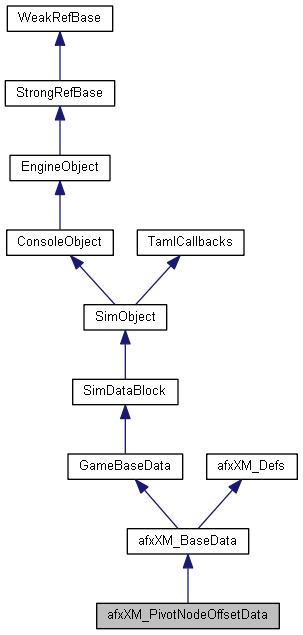 WeakRefBase
StrongRefBase
EngineObject
ConsoleObject
TamlCallbacks
SimObject
SimDataBlock
GameBaseData
afxXM_Defs
afxXM_BaseData
afxXM_PivotNodeOffsetData